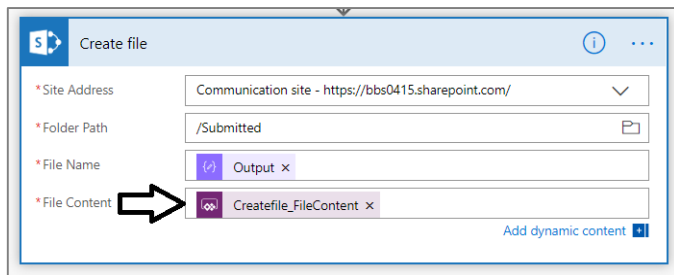 S
Create file
i
...
*Site Address
Communication site - https://bbs0415.sharepoint.com/
*Folder Path
/Submitted
*File Name
Output ×
*File Content
Createfile_FileContent ×
Add dynamic content +